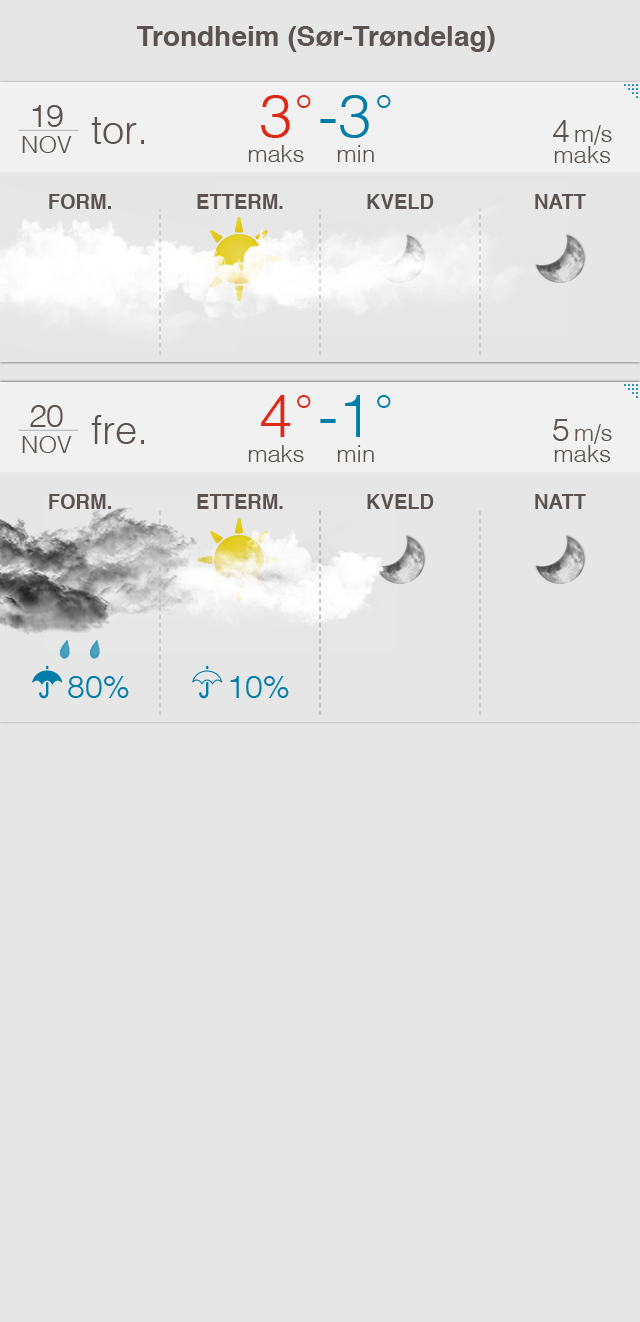 Trondheim (Sør-Trøndelag)
19
NOV
tor.
3° -3°
maks min
4 m/s
maks
FORM. ETTERM. KVELD NATT
20
NOV
fre.
4° -1°
maks min
5 m/s
maks
FORM. ETTERM. KVELD NATT
80% 10%